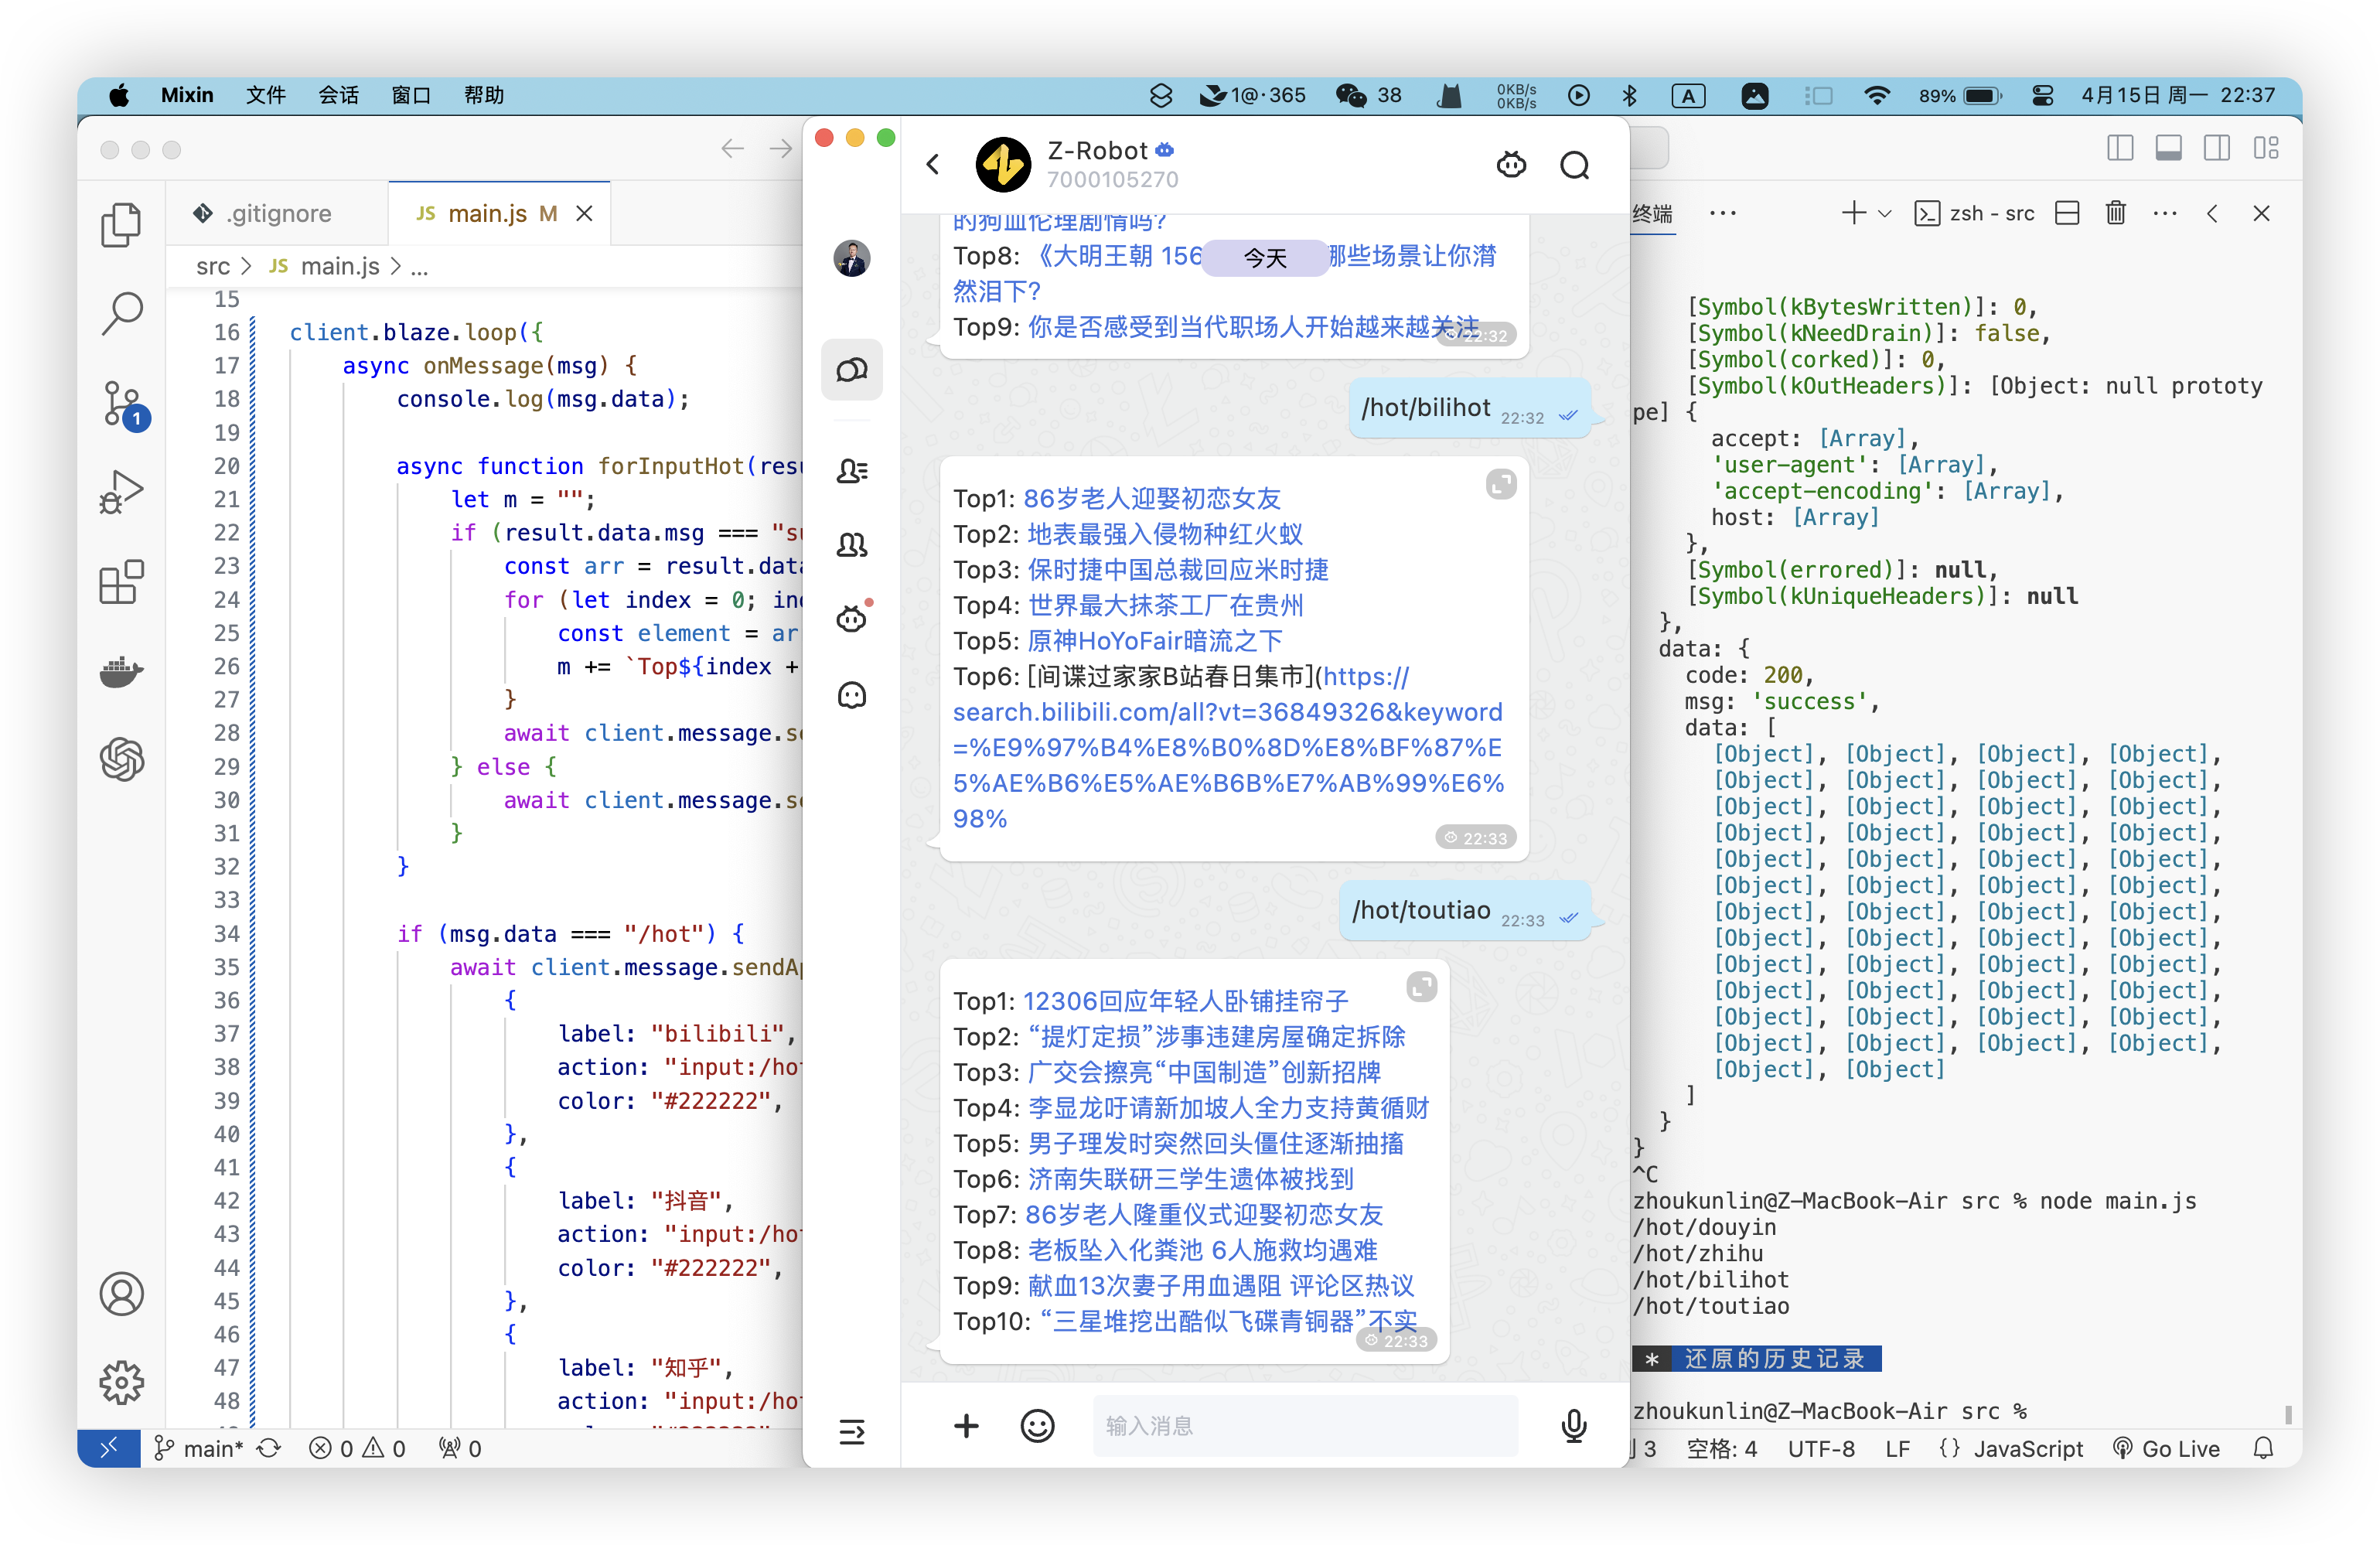 Mixin 文件 会话 窗口 帮助 1@·365 38 0KB/s 0KB/s A 89% 4月15日 周一 22:37
.gitignore
JS main.js M
src > JS main.js > ...
15
16 client.blaze.loop({
17 async onMessage(msg) {
18 console.log(msg.data);
19
20 async function forInputHot(resu
21 let m = "";
22 if (result.data.msg === "su
23 const arr = result.data
24 for (let index = 0; ind
25 const element = ar
26 m += `Top${index +
27 }
28 await client.message.se
29 } else {
30 await client.message.se
31 }
32 }
33
34 if (msg.data === "/hot") {
35 await client.message.sendAp
36 {
37 label: "bilibili",
38 action: "input:/hot
39 color: "#222222",
40 },
41 {
42 label: "抖音",
43 action: "input:/hot
44 color: "#222222",
45 },
46 {
47 label: "知乎",
48 action: "input:/hot
1
main* 0 0 0
Z-Robot
7000105270
的狗血伦理剧情吗?
Top8: 《大明王朝 156
今天
哪些场景让你潸
然泪下?
Top9: 你是否感受到当代职场人开始越来越关注
22:32
/hot/bilihot 22:32
Top1: 86岁老人迎娶初恋女友
Top2: 地表最强入侵物种红火蚁
Top3: 保时捷中国总裁回应米时捷
Top4: 世界最大抹茶工厂在贵州
Top5: 原神HoYoFair暗流之下
Top6: [间谍过家家B站春日集市](https://
search.bilibili.com/all?vt=36849326&keyword
=%E9%97%B4%E8%B0%8D%E8%BF%87%E
5%AE%B6%E5%AE%B6B%E7%AB%99%E6%
98%
22:33
/hot/toutiao 22:33
Top1: 12306回应年轻人卧铺挂帘子
Top2: “提灯定损”涉事违建房屋确定拆除
Top3: 广交会擦亮“中国制造”创新招牌
Top4: 李显龙吁请新加坡人全力支持黄循财
Top5: 男子理发时突然回头僵住逐渐抽搐
Top6: 济南失联研三学生遗体被找到
Top7: 86岁老人隆重仪式迎娶初恋女友
Top8: 老板坠入化粪池 6人施救均遇难
Top9: 献血13次妻子用血遇阻 评论区热议
Top10: “三星堆挖出酷似飞碟青铜器”不实
22:33
输入消息
终端 ... zsh - src
[Symbol(kBytesWritten)]: 0,
[Symbol(kNeedDrain)]: false,
[Symbol(corked)]: 0,
[Symbol(kOutHeaders)]: [Object: null prototy
pe] {
accept: [Array],
'user-agent': [Array],
'accept-encoding': [Array],
host: [Array]
},
[Symbol(errored)]: null,
[Symbol(kUniqueHeaders)]: null
},
data: {
code: 200,
msg: 'success',
data: [
[Object], [Object], [Object], [Object],
[Object], [Object], [Object], [Object],
[Object], [Object], [Object], [Object],
[Object], [Object], [Object], [Object],
[Object], [Object], [Object], [Object],
[Object], [Object], [Object], [Object],
[Object], [Object], [Object], [Object],
[Object], [Object], [Object], [Object],
[Object], [Object], [Object], [Object],
[Object], [Object], [Object], [Object],
[Object], [Object], [Object], [Object],
[Object], [Object], [Object], [Object],
[Object], [Object]
]
}
}
^C
zhoukunlin@Z-MacBook-Air src % node main.js
/hot/douyin
/hot/zhihu
/hot/bilihot
/hot/toutiao
* 还原的历史记录
zhoukunlin@Z-MacBook-Air src %
3 空格: 4 UTF-8 LF {} JavaScript Go Live